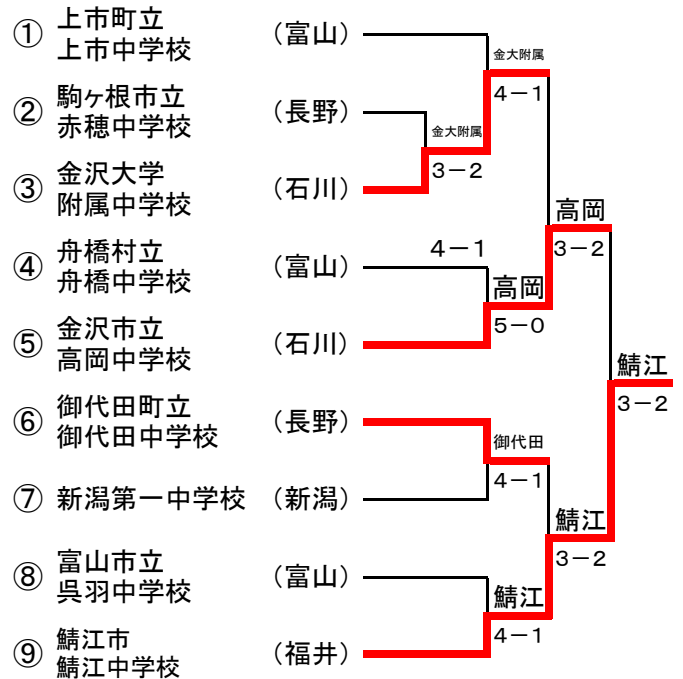 ① 上市町立
上市中学校 （富山）
金大附属
4－1
② 駒ヶ根市立
赤穂中学校 （長野）
金大附属
3－2
③ 金沢大学
附属中学校 （石川）
高岡
3－2
④ 舟橋村立
舟橋中学校 （富山）
4－1
高岡
5－0
⑤ 金沢市立
高岡中学校 （石川）
鯖江
3－2
⑥ 御代田町立
御代田中学校 （長野）
御代田
4－1
⑦ 新潟第一中学校 （新潟）
鯖江
3－2
⑧ 富山市立
呉羽中学校 （富山）
鯖江
4－1
⑨ 鯖江市
鯖江中学校 （福井）